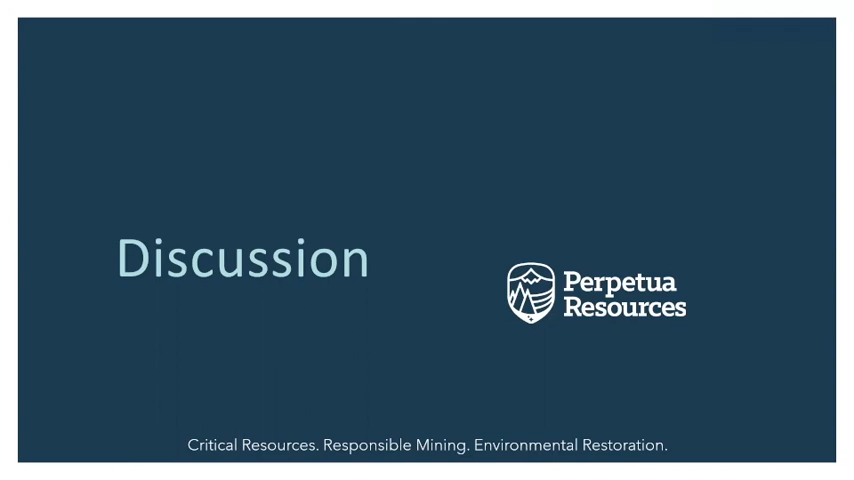 Discussion
Perpetua
Resources
Critical Resources. Responsible Mining. Environmental Restoration.